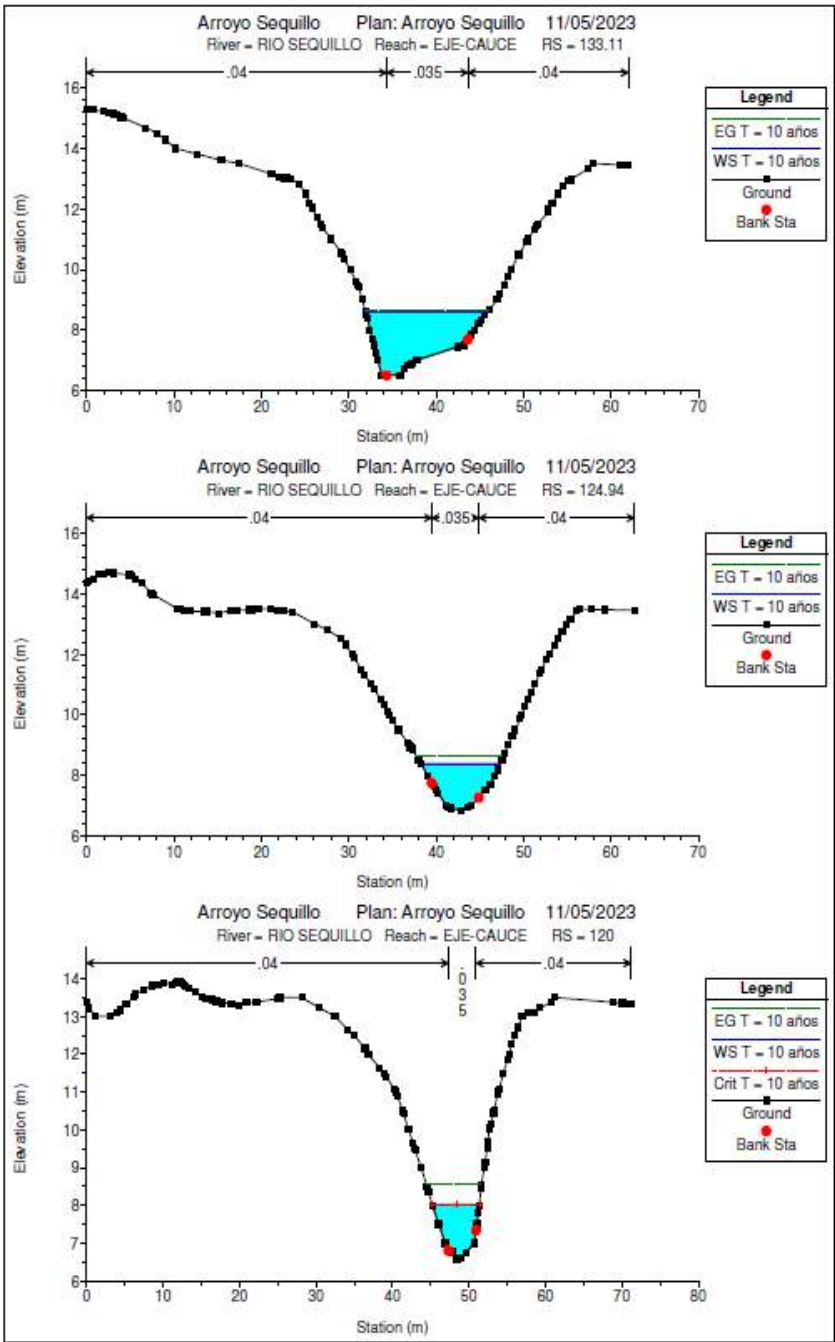 Arroyo Sequillo Plan: Arroyo Sequillo 11/05/2023
River = RIO SEQUILLO Reach = EJE-CAUCE RS = 133.11
.04 .035 .04
16
14
12
10
8
6
Elevation (m)
0 10 20 30 40 50 60 70
Station (m)
Legend
EG T = 10 años
WS T = 10 años
Ground
Bank Sta
Arroyo Sequillo Plan: Arroyo Sequillo 11/05/2023
River = RIO SEQUILLO Reach = EJE-CAUCE RS = 124.94
.04 .035 .04
16
14
12
10
8
6
Elevation (m)
0 10 20 30 40 50 60 70
Station (m)
Legend
EG T = 10 años
WS T = 10 años
Ground
Bank Sta
Arroyo Sequillo Plan: Arroyo Sequillo 11/05/2023
River = RIO SEQUILLO Reach = EJE-CAUCE RS = 120
.04 .035 .04
14
13
12
11
10
9
8
7
6
Elevation (m)
0 10 20 30 40 50 60 70 80
Station (m)
Legend
EG T = 10 años
WS T = 10 años
Crit T = 10 años
Ground
Bank Sta